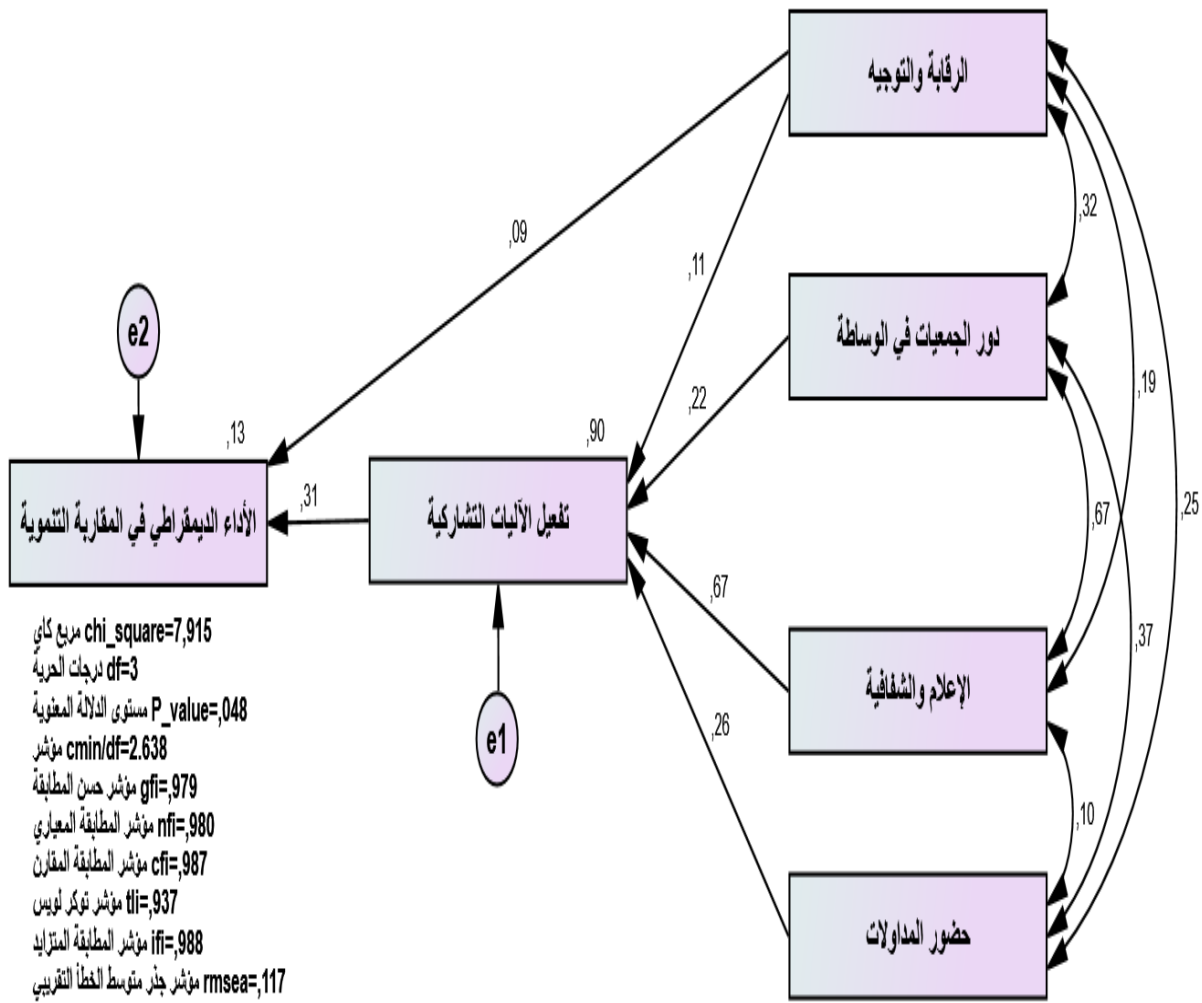 الرقابة والتوجيه
,32
,09
,11
e2
دور الجمعيات في الوساطة
,22
,19
,13
,90
الأداء الديمقراطي في المقاربة التنموية
,31
تفعيل الآليات التشاركية
,67
,25
,67
,37
الإعلام والشفافية
,26
e1
,10
حضور المداولات
chi_square=7,915 مربع كاي
df=3 درجات الحرية
P_value=,048 مستوى الدلالة المعنوية
cmin/df=2.638 مؤشر
gfi=,979 مؤشر حسن المطابقة
nfi=,980 مؤشر المطابقة المعياري
cfi=,987 مؤشر المطابقة المقارن
tli=,937 مؤشر توكر لويس
ifi=,988 مؤشر المطابقة المتزايد
rmsea=,117 مؤشر جذر متوسط الخطأ التقريبي